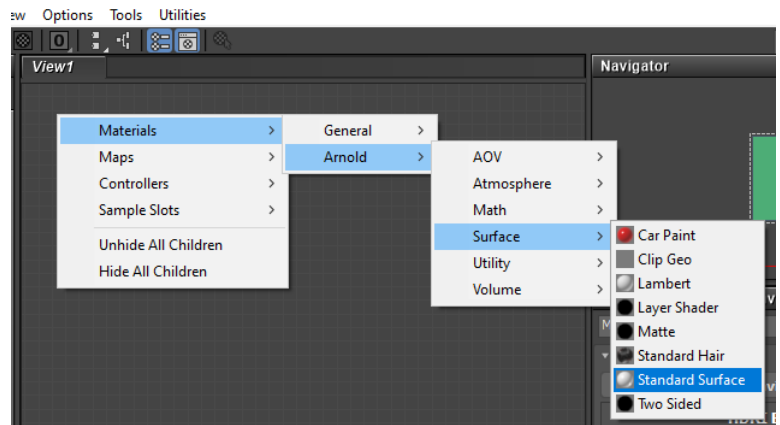 ew Options Tools Utilities
View1
Navigator
Materials
Maps
Controllers
Sample Slots
Unhide All Children
Hide All Children
General
Arnold
AOV
Atmosphere
Math
Surface
Utility
Volume
Car Paint
Clip Geo
Lambert
Layer Shader
Matte
Standard Hair
Standard Surface
Two Sided